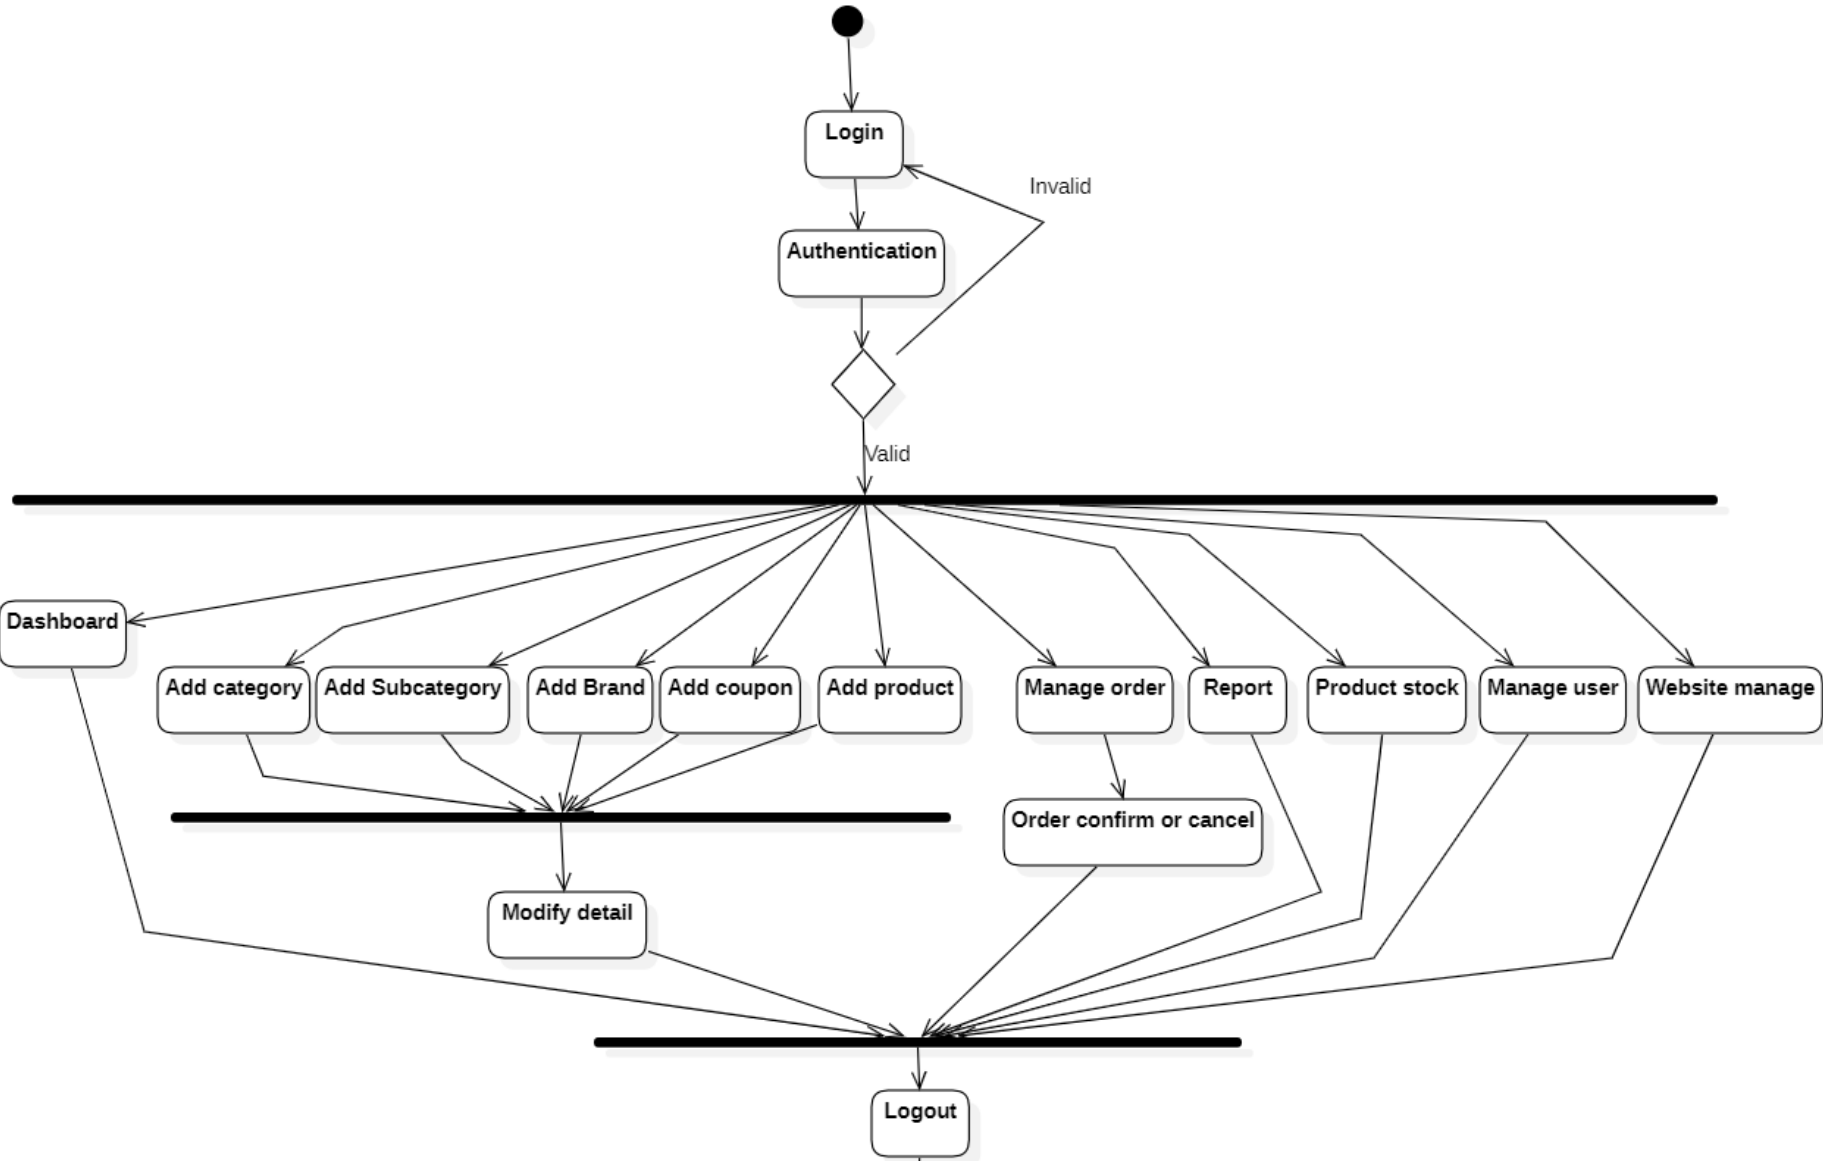 Login
Invalid
Authentication
Valid
Dashboard
Add category
Add Subcategory
Add Brand
Add coupon
Add product
Manage order
Report
Product stock
Manage user
Website manage
Order confirm or cancel
Modify detail
Logout